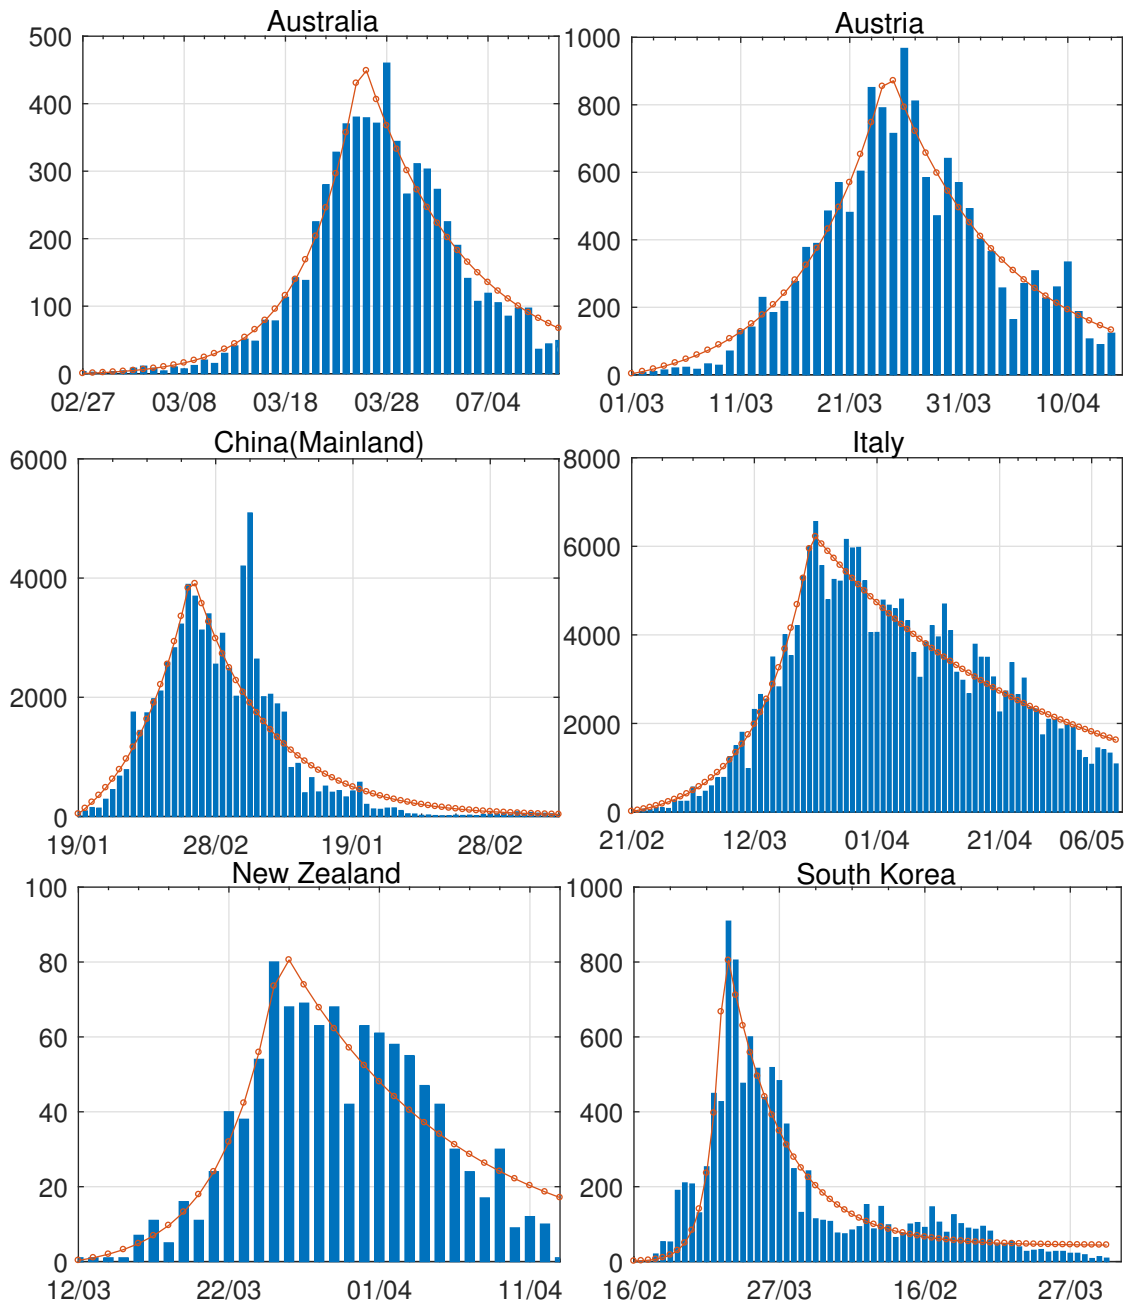 Australia
500
400
300
200
100
0
02/27 03/08 03/18 03/28 07/04
Austria
1000
800
600
400
200
0
01/03 11/03 21/03 31/03 10/04
China(Mainland)
6000
4000
2000
0
19/01 28/02 19/01 28/02
Italy
8000
6000
4000
2000
0
21/02 12/03 01/04 21/04 06/05
New Zealand
100
80
60
40
20
0
12/03 22/03 01/04 11/04
South Korea
1000
800
600
400
200
0
16/02 27/03 16/02 27/03